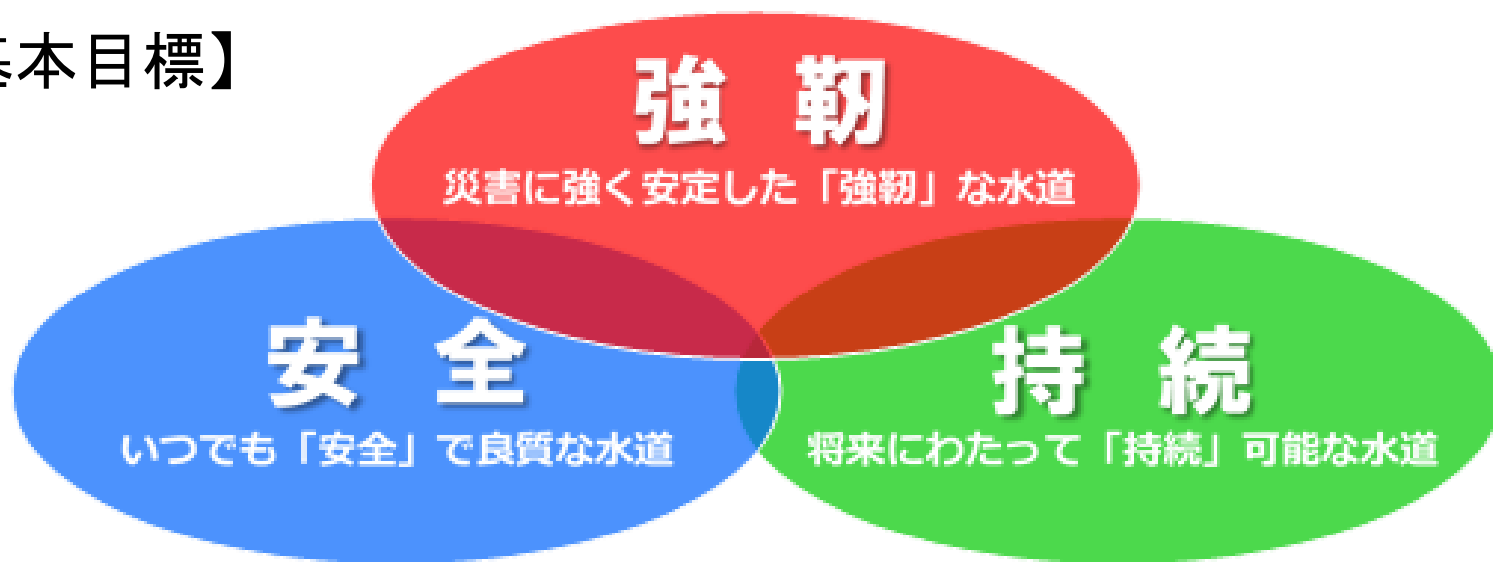 基本目標】
強 靭
災害に強く安定した「強靭」な水道
安 全
いつでも「安全」で良質な水道
持 続
将来にわたって「持続」可能な水道